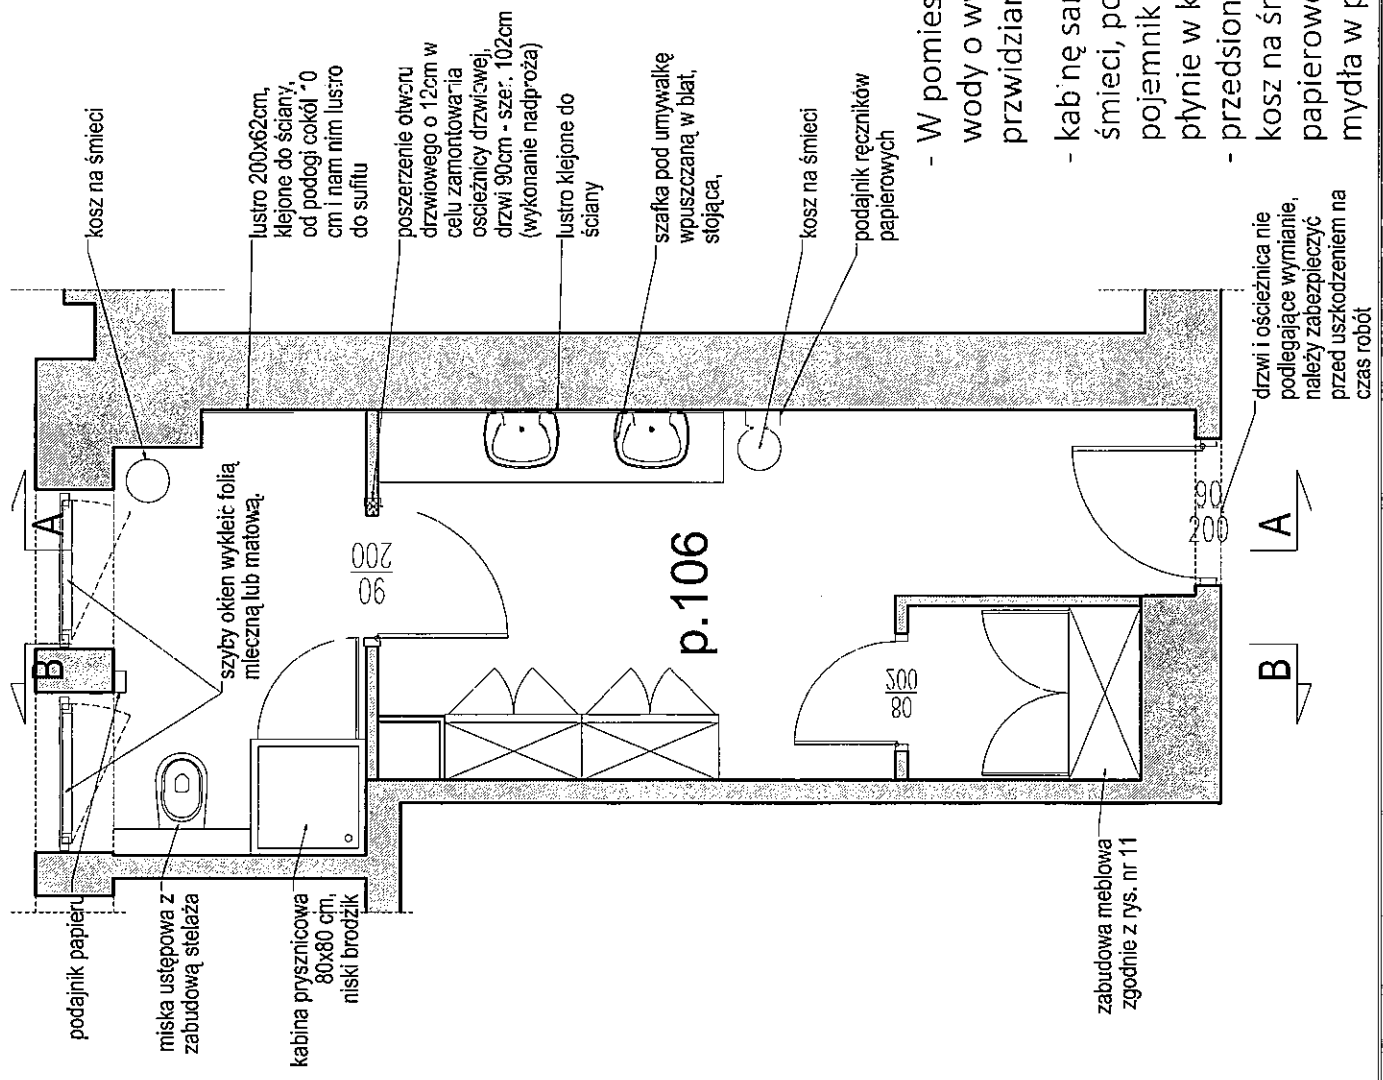 kosz na śmieci
lustro 200x62cm,
klejone do ściany,
od podogi cokól 10
cm i nam nim lustro
do sufitu
poszerzenie otworu
drzwiowego o 12cm w
celu zamontowania
oscieżnicy drzwiowej,
drzwi 90cm - szer. 102cm
(wykonanie nadproża)
lustro klejone do
ściany
szafka pod umywalkę
wpuszczaną w blat,
stojąca,
kosz na śmieci
podajnik ręczników
papierowych
drzwi i ościeżnica nie
podlegające wymianie,
należy zabezpieczyć
przed uszkodzeniem na
czas robót
A
B
szyby okien wykleić folią
mleczną lub matową.
90
200
p.106
80
200
90
200
A
B
podajnik papieru
miska ustępowa z
zabudową stelaża
kabina prysznicowa
80x80 cm,
niski brodzik
zabudowa meblowa
zgodnie z rys. nr 11
- W pomies
wody o wy
przwidzian
- kabinę sa
śmieci, po
pojemnik
płynie w k
- przedsion
kosz na śr
papierowe
mydła w p